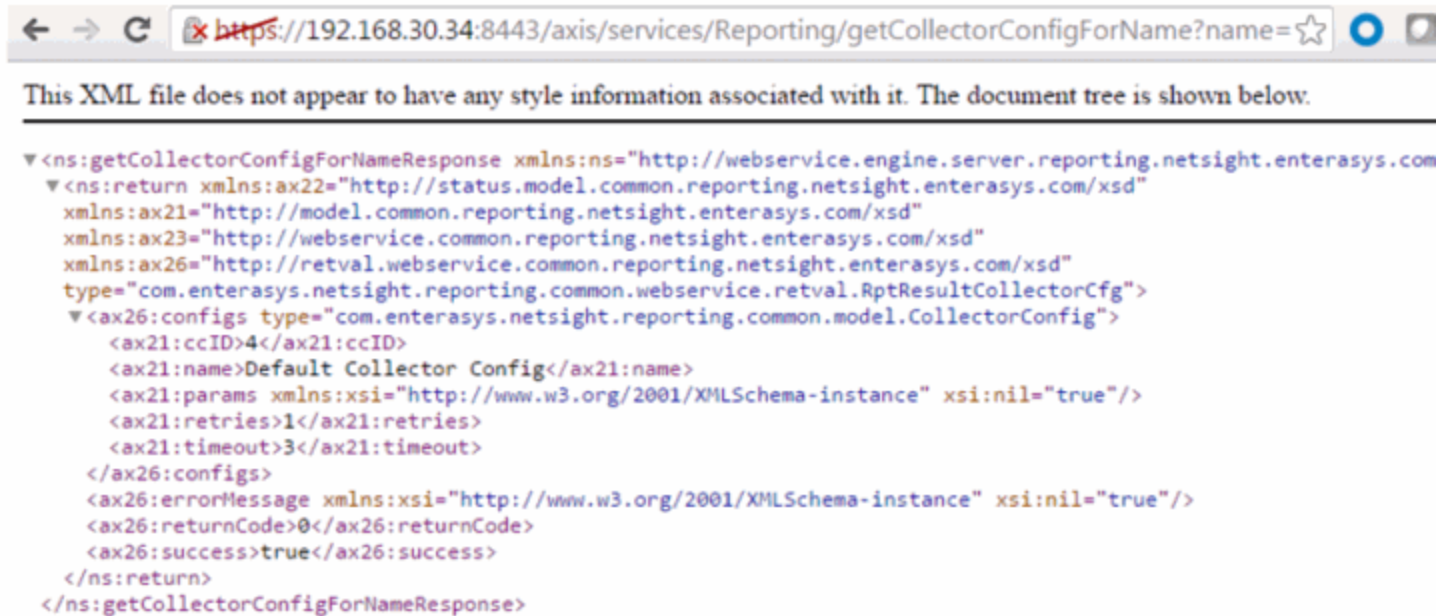 https://192.168.30.34:8443/axis/services/Reporting/getCollectorConfigForName?name=
This XML file does not appear to have any style information associated with it. The document tree is shown below.
▼<ns:getCollectorConfigForNameResponse xmlns:ns="http://webservice.engine.server.reporting.netsight.enterasys.com
▼<ns:return xmlns:ax22="http://status.model.common.reporting.netsight.enterasys.com/xsd"
xmlns:ax21="http://model.common.reporting.netsight.enterasys.com/xsd"
xmlns:ax23="http://webservice.common.reporting.netsight.enterasys.com/xsd"
xmlns:ax26="http://retval.webservice.common.reporting.netsight.enterasys.com/xsd"
type="com.enterasys.netsight.reporting.common.webservice.retval.RptResultCollectorCfg">
▼<ax26:configs type="com.enterasys.netsight.reporting.common.model.CollectorConfig">
<ax21:ccID>4</ax21:ccID>
<ax21:name>Default Collector Config</ax21:name>
<ax21:params xmlns:xsi="http://www.w3.org/2001/XMLSchema-instance" xsi:nil="true"/>
<ax21:retries>1</ax21:retries>
<ax21:timeout>3</ax21:timeout>
</ax26:configs>
<ax26:errorMessage xmlns:xsi="http://www.w3.org/2001/XMLSchema-instance" xsi:nil="true"/>
<ax26:returnCode>0</ax26:returnCode>
<ax26:success>true</ax26:success>
</ns:return>
</ns:getCollectorConfigForNameResponse>